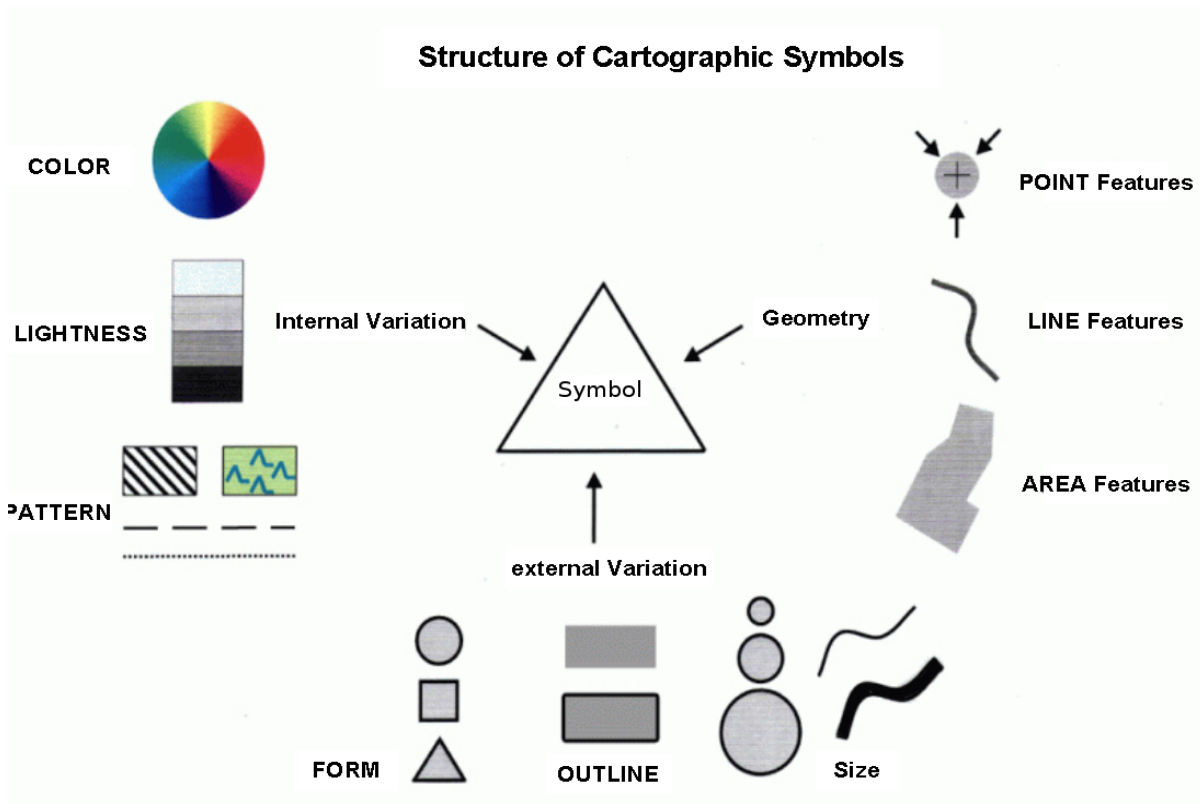 Structure of Cartographic Symbols
COLOR
POINT Features
LIGHTNESS
Internal Variation
Geometry
LINE Features
Symbol
PATTERN
AREA Features
external Variation
FORM
OUTLINE
Size